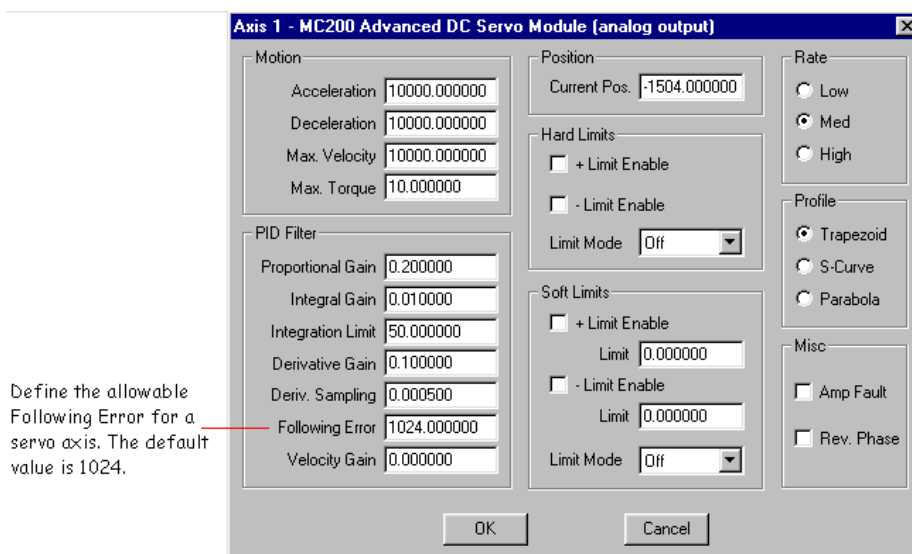 Axis 1 - MC200 Advanced DC Servo Module (analog output)
Motion
Acceleration 10000.000000
Deceleration 10000.000000
Max. Velocity 10000.000000
Max. Torque 10.000000
PID Filter
Proportional Gain 0.200000
Integral Gain 0.010000
Integration Limit 50.000000
Derivative Gain 0.100000
Deriv. Sampling 0.000500
Following Error 1024.000000
Velocity Gain 0.000000
Position
Current Pos. -1504.000000
Hard Limits
+ Limit Enable
- Limit Enable
Limit Mode Off
Soft Limits
+ Limit Enable
Limit 0.000000
- Limit Enable
Limit 0.000000
Limit Mode Off
Rate
Low
Med
High
Profile
Trapezoid
S-Curve
Parabola
Misc
Amp Fault
Rev. Phase
OK
Cancel
Define the allowable
Following Error for a
servo axis. The default
value is 1024.